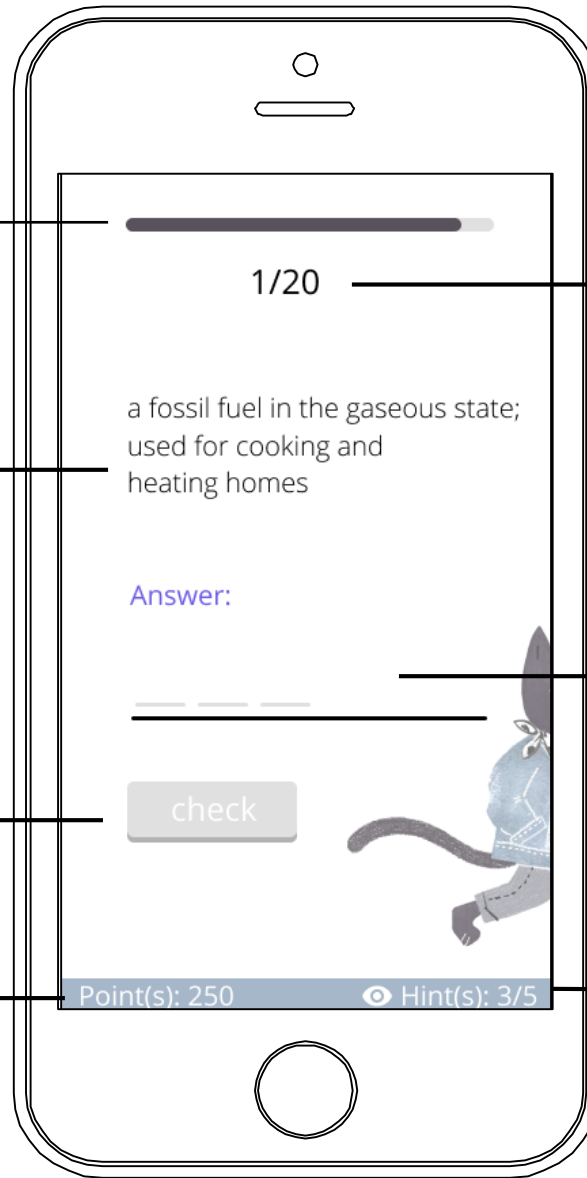 1/20
a fossil fuel in the gaseous state;
used for cooking and
heating homes
Answer:
check
Point(s): 250 Hint(s): 3/5